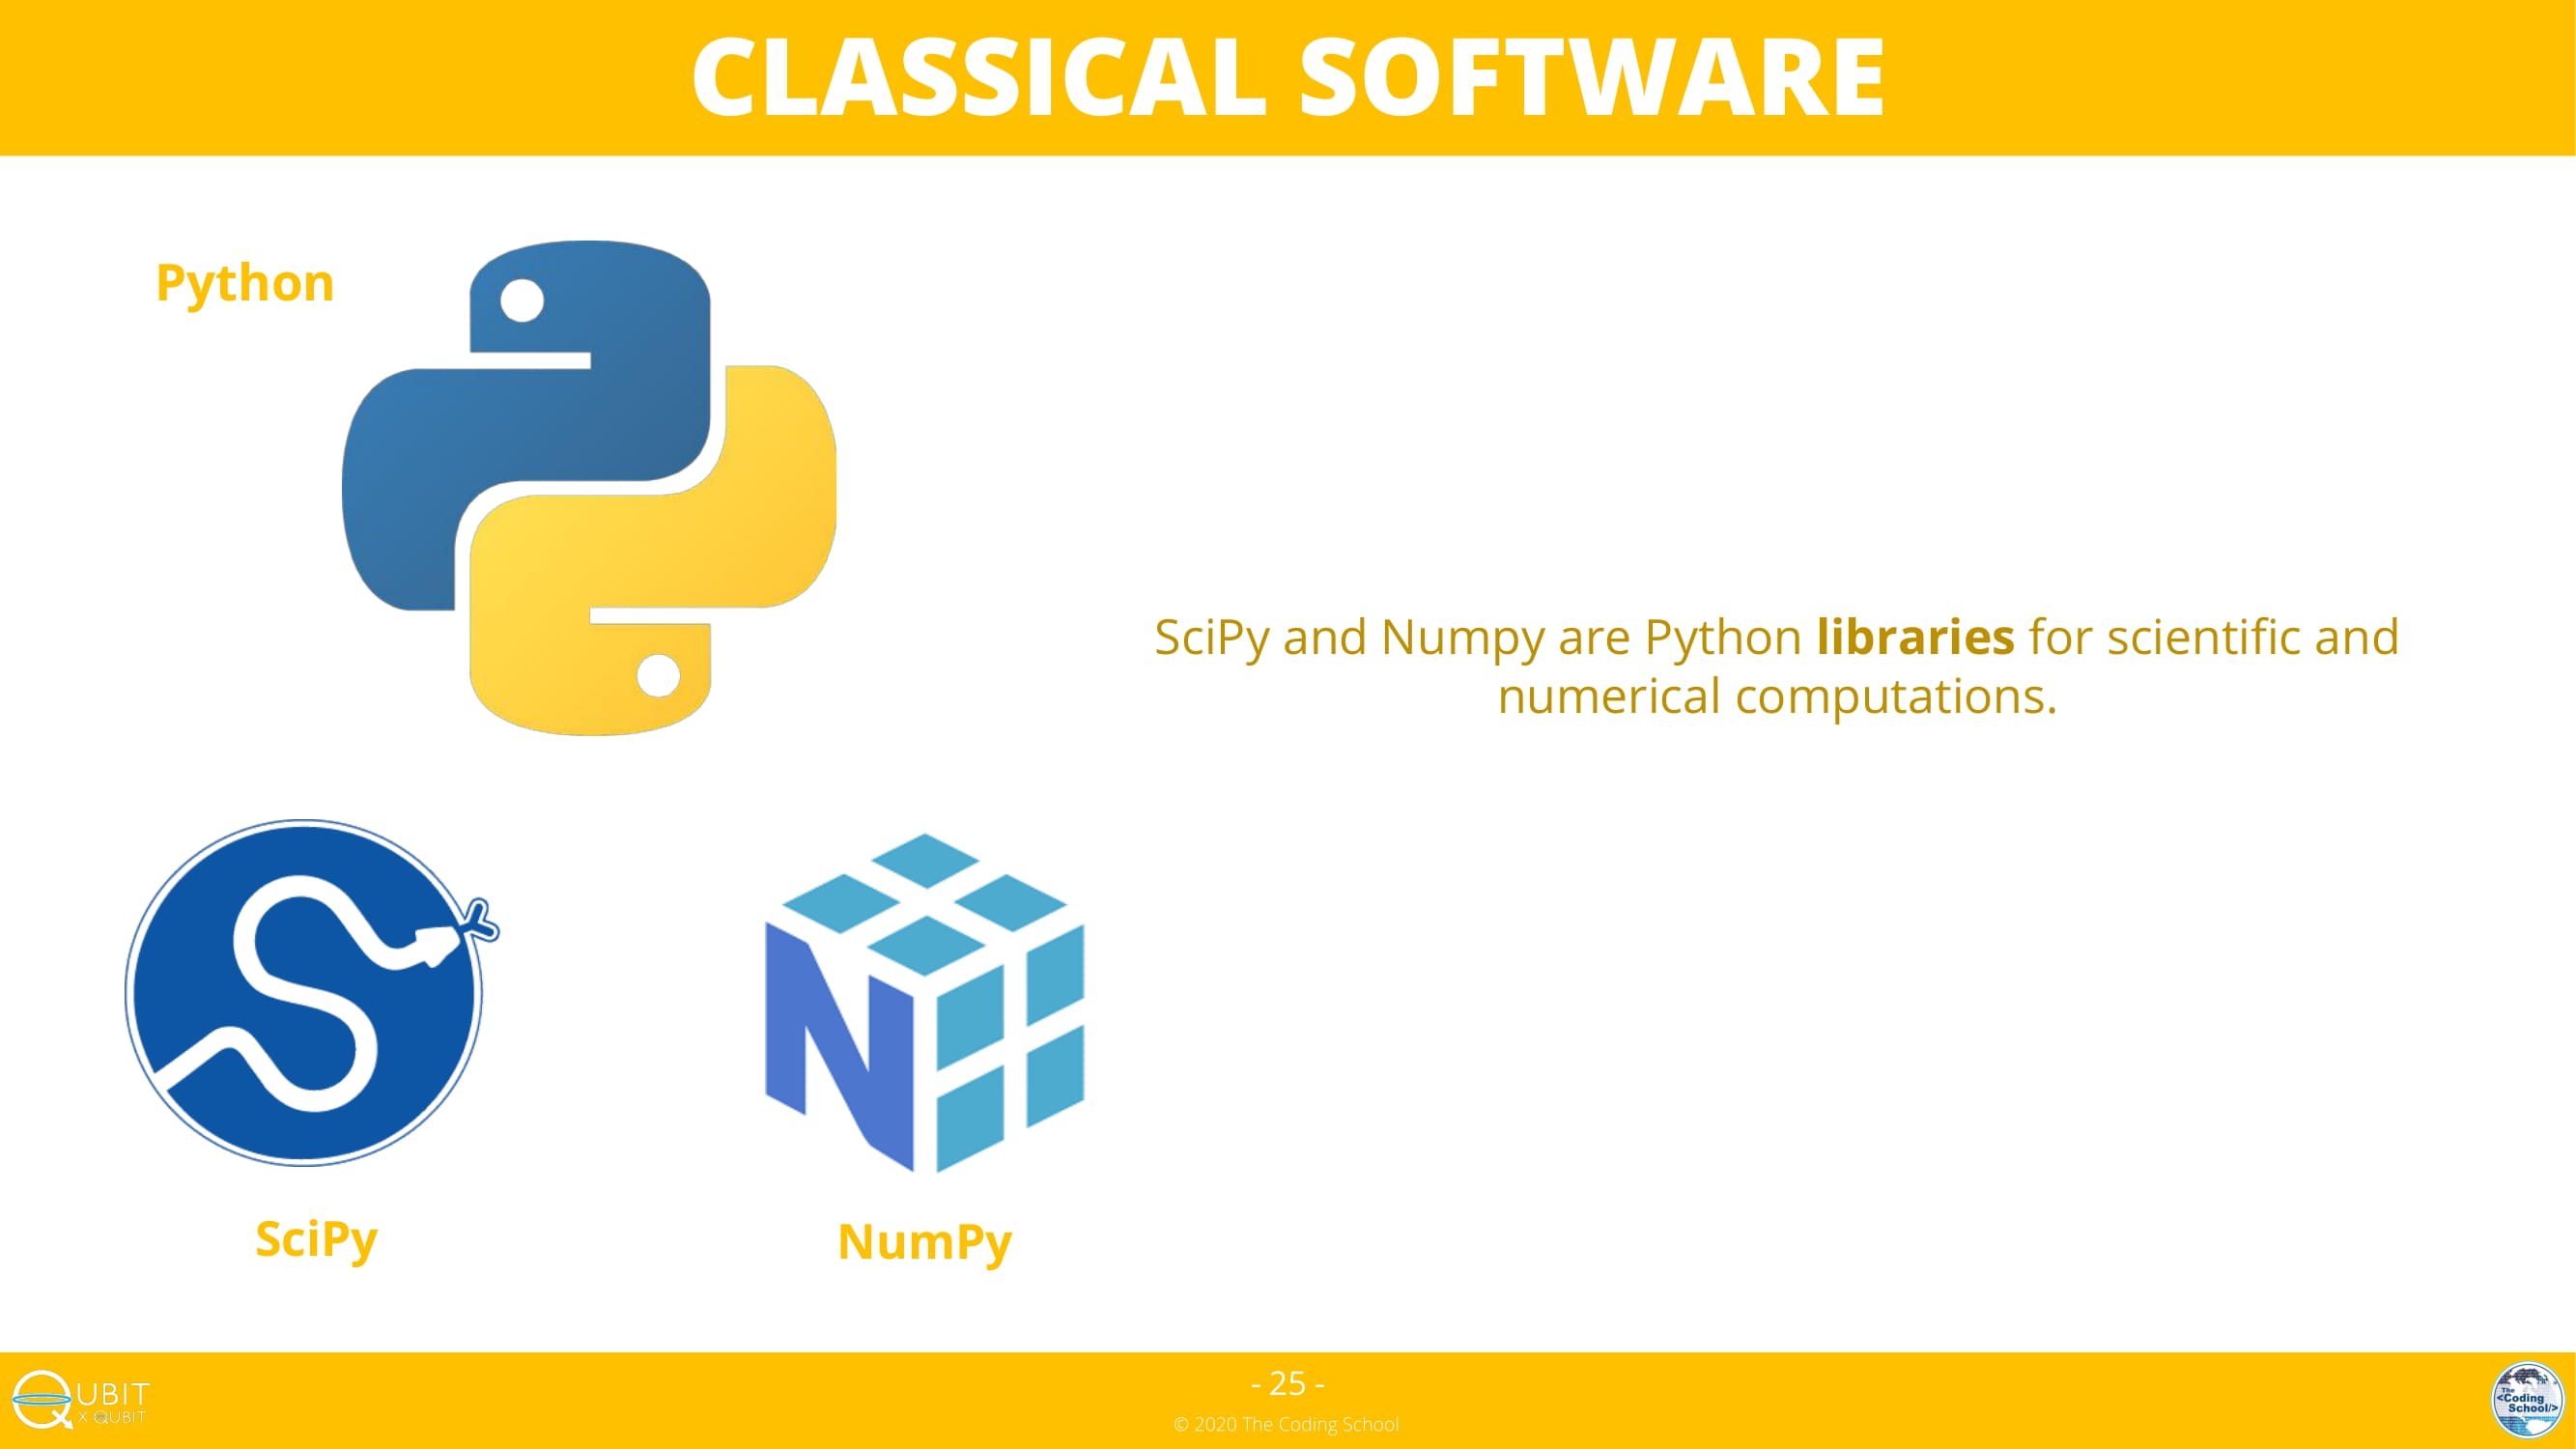 CLASSICAL SOFTWARE
Python
SciPy and Numpy are Python libraries for scientific and
numerical computations.
SciPy
NumPy
QUBIT
X QUBIT
- 25 -
© 2020 The Coding School
The
<Coding
School/>